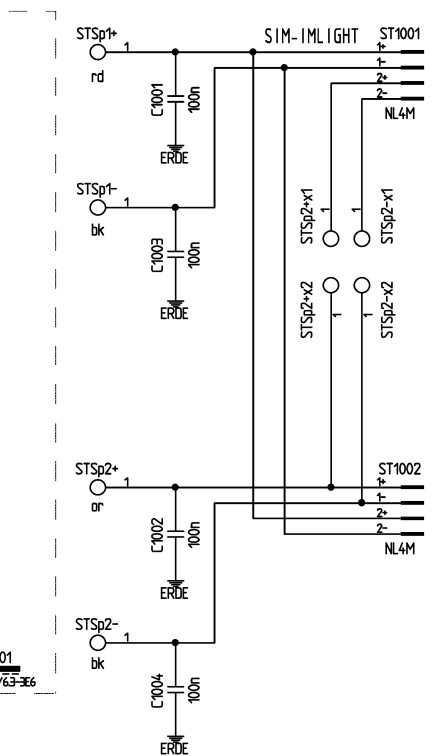 STSp1+
1
rd
SIM-IMLIGHT
ST1001
1+
1-
2+
2-
NL4M
C1001
100n
ERDE
STSp1-
1
bk
C1003
100n
ERDE
1
1
STSp2+x1
STSp2-x1
STSp2+x2
STSp2-x2
1
1
STSp2+
1
or
ST1002
1+
1-
2+
2-
NL4M
C1002
100n
ERDE
STSp2-
1
bk
01
C1004
100n
ERDE